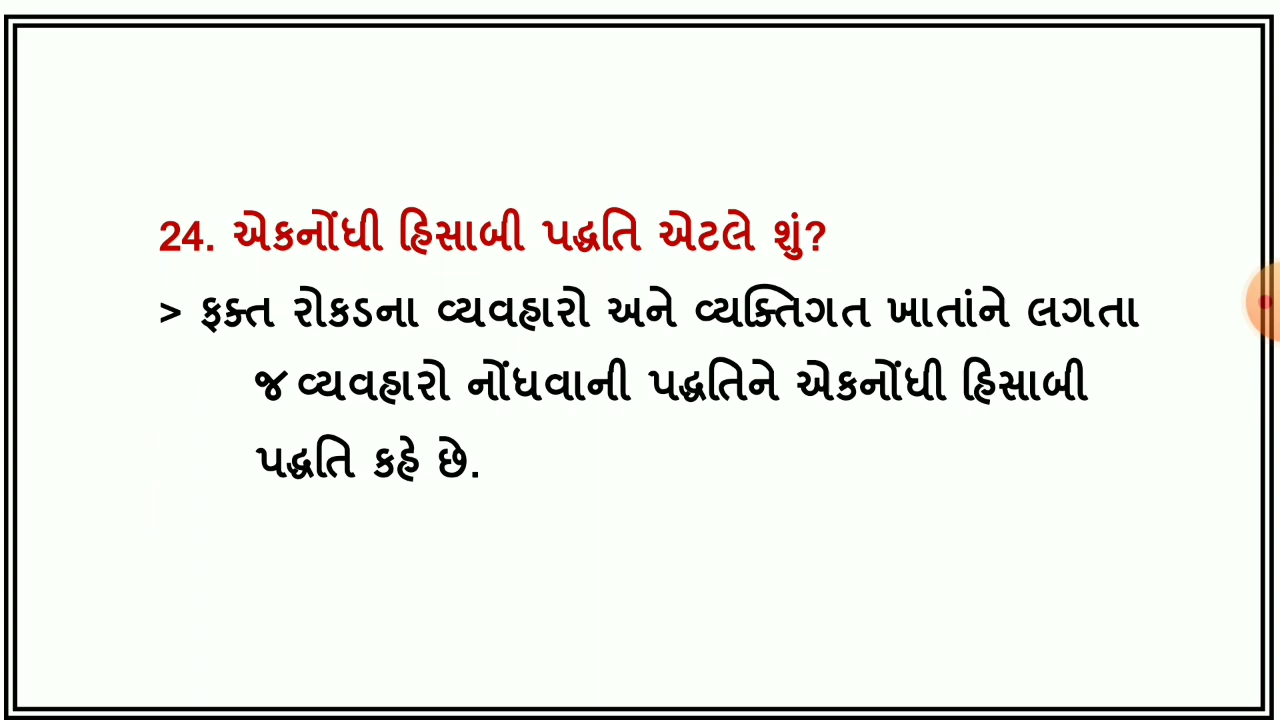 24. એકનોંધી હિસાબી પદ્ધતિ એટલે શું?
> ફક્ત રોકડના વ્યવહારો અને વ્યક્તિગત ખાતાંને લગતા
જ વ્યવહારો નોંધવાની પદ્ધતિને એકનોંધી હિસાબી
પદ્ધતિ કહે છે.